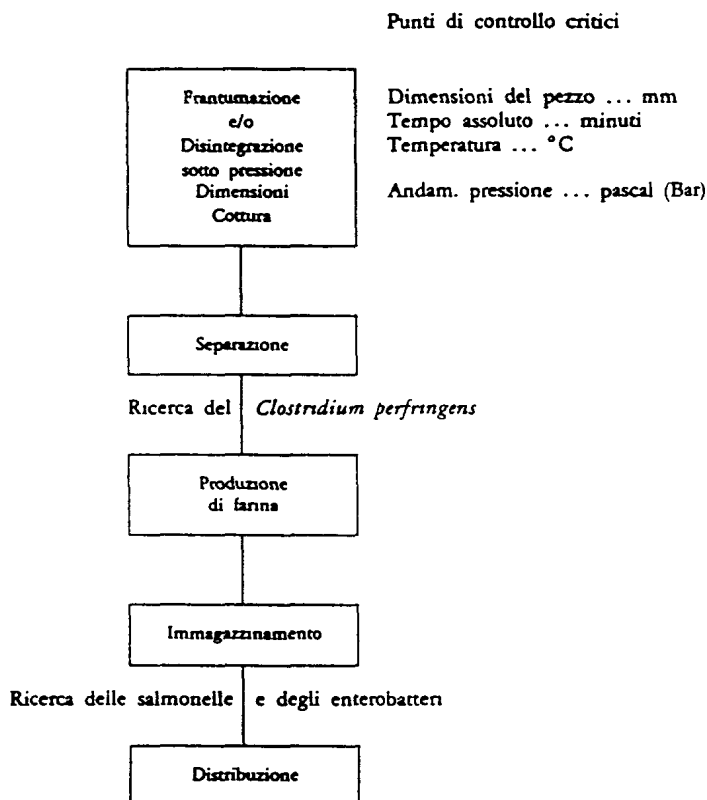 Punti di controllo critici
Frantumazione
e/o
Disintegrazione
sotto pressione
Dimensioni
Cottura
Dimensioni del pezzo ... mm
Tempo assoluto ... minuti
Temperatura ... °C
Andam. pressione ... pascal (Bar)
Separazione
Ricerca del Clostridium perfringens
Produzione
di farina
Immagazzinamento
Ricerca delle salmonelle e degli enterobatteri
Distribuzione